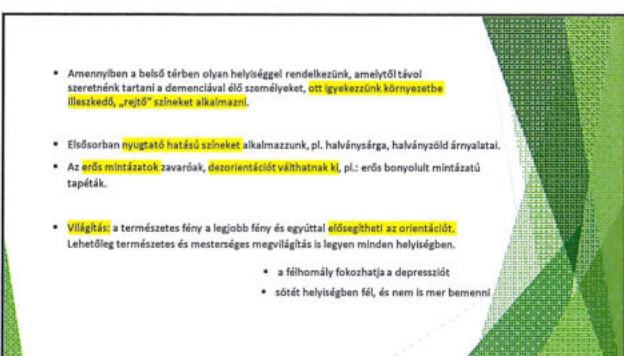 ▪ Amennyiben a belső térben olyan helyiséggel rendelkezünk, amelytől távol
szeretnénk tartani a demenciával élő személyeket, ott igyekezzünk környezetbe
illeszkedő, „rejtő” színeket alkalmazni.
▪ Elsősorban nyugtató hatású színeket alkalmazzunk, pl. halványsárga, halványzöld árnyalatai.
▪ Az erős mintázatok zavaróak, dezorientációt válthatnak ki, pl.: erős bonyolult mintázatú
tapéták.
▪ Világítás: a természetes fény a legjobb fény és egyúttal elősegítheti az orientációt.
Lehetőleg természetes és mesterséges megvilágítás is legyen minden helyiségben.
▪ a félhomály fokozhatja a depressziót
▪ sötét helyiségben fél, és nem is mer bemenni